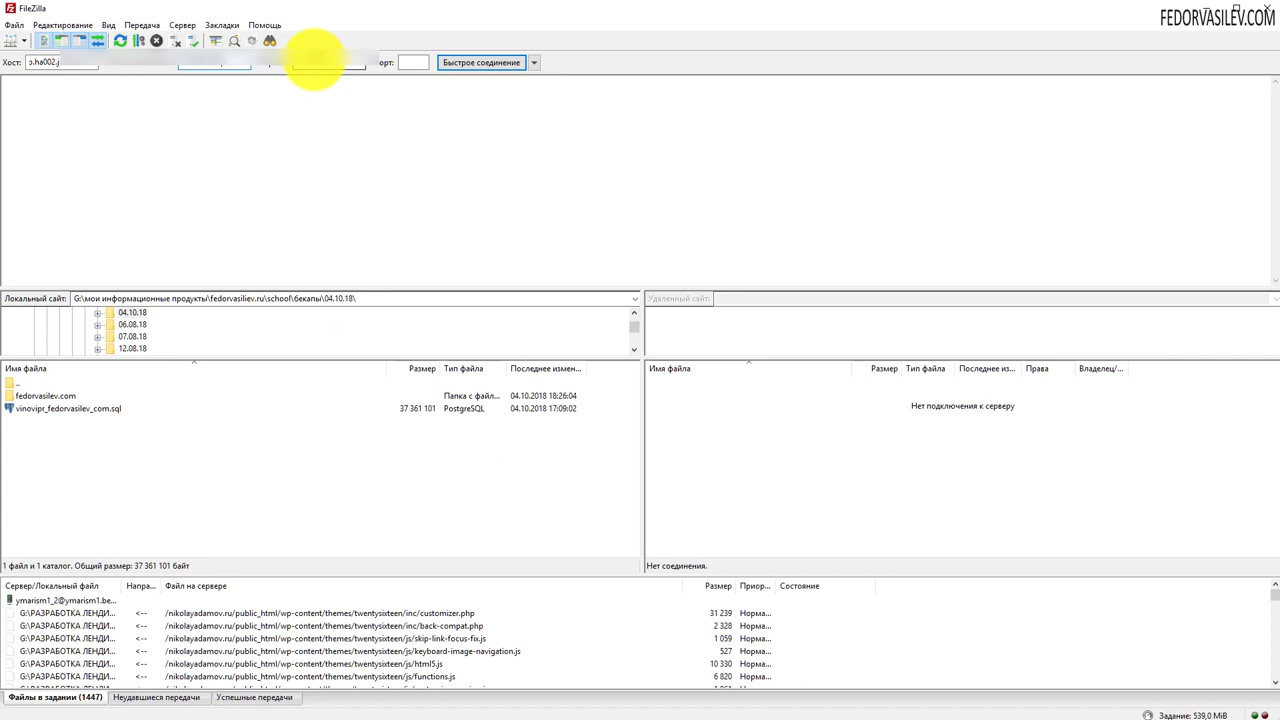 FileZilla
FEDORVASILEV.COM
Файл Редактирование Вид Передача Сервер Закладки Помощь
Хост: .ha002.j орт: Быстрое соединение
Локальный сайт: G:\мои информационные продукты\fedorvasiliev.ru\school\бекапы\04.10.18\
Удаленный сайт:
04.10.18
06.08.18
07.08.18
12.08.18
Имя файла Размер Тип файла Последнее измен...
..
fedorvasilev.com Папка с файл... 04.10.2018 18:26:04
vinovipr_fedorvasilev_com.sql 37 361 101 PostgreSQL 04.10.2018 17:09:02
1 файл и 1 каталог. Общий размер: 37 361 101 байт
Имя файла Размер Тип файла Последнее из... Права Владелец/...
Нет подключения к серверу
Нет соединения.
Сервер/Локальный файл Напра... Файл на сервере Размер Приор... Состояние
ymarism1_2@ymarism1.be...
G:\РАЗРАБОТКА ЛЕНДИ... <-- /nikolayadamov.ru/public_html/wp-content/themes/twentysixteen/inc/customizer.php 31 239 Норма...
G:\РАЗРАБОТКА ЛЕНДИ... <-- /nikolayadamov.ru/public_html/wp-content/themes/twentysixteen/inc/back-compat.php 2 328 Норма...
G:\РАЗРАБОТКА ЛЕНДИ... <-- /nikolayadamov.ru/public_html/wp-content/themes/twentysixteen/js/skip-link-focus-fix.js 1 059 Норма...
G:\РАЗРАБОТКА ЛЕНДИ... <-- /nikolayadamov.ru/public_html/wp-content/themes/twentysixteen/js/keyboard-image-navigation.js 527 Норма...
G:\РАЗРАБОТКА ЛЕНДИ... <-- /nikolayadamov.ru/public_html/wp-content/themes/twentysixteen/js/html5.js 10 330 Норма...
G:\РАЗРАБОТКА ЛЕНДИ... <-- /nikolayadamov.ru/public_html/wp-content/themes/twentysixteen/js/functions.js 6 820 Норма...
Файлы в задании (1447) Неудавшиеся передачи Успешные передачи
Задание: 539,0 MiB